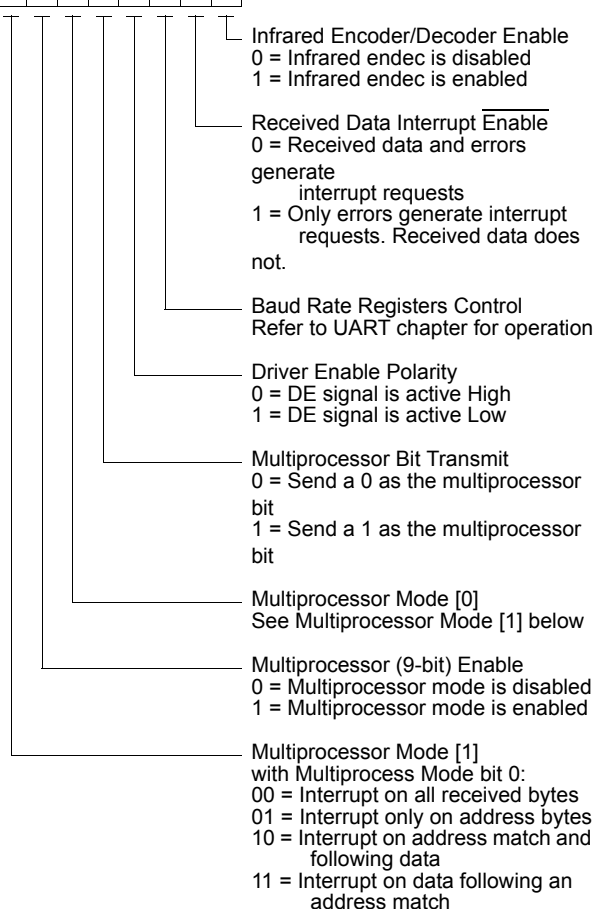 Infrared Encoder/Decoder Enable
0 = Infrared endec is disabled
1 = Infrared endec is enabled
Received Data Interrupt Enable
0 = Received data and errors
generate
interrupt requests
1 = Only errors generate interrupt
requests. Received data does
not.
Baud Rate Registers Control
Refer to UART chapter for operation
Driver Enable Polarity
0 = DE signal is active High
1 = DE signal is active Low
Multiprocessor Bit Transmit
0 = Send a 0 as the multiprocessor
bit
1 = Send a 1 as the multiprocessor
bit
Multiprocessor Mode [0]
See Multiprocessor Mode [1] below
Multiprocessor (9-bit) Enable
0 = Multiprocessor mode is disabled
1 = Multiprocessor mode is enabled
Multiprocessor Mode [1]
with Multiprocess Mode bit 0:
00 = Interrupt on all received bytes
01 = Interrupt only on address bytes
10 = Interrupt on address match and
following data
11 = Interrupt on data following an
address match